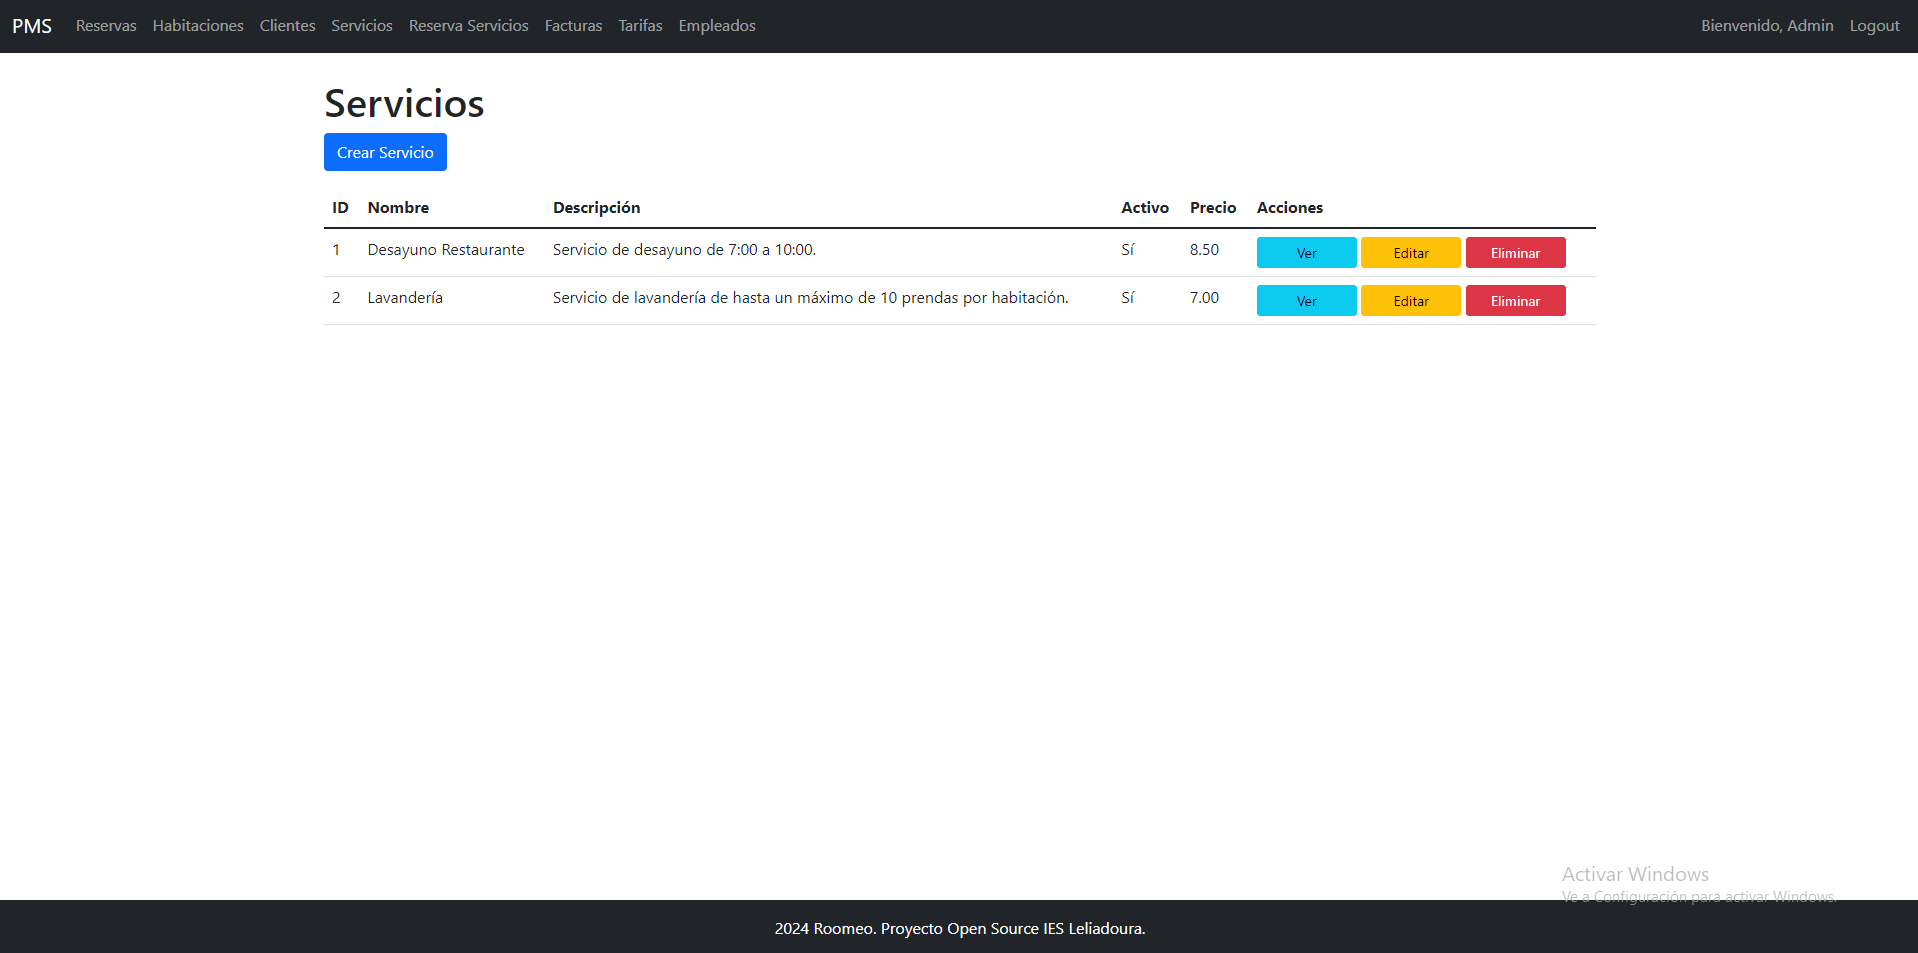 PMS Reservas Habitaciones Clientes Servicios Reserva Servicios Facturas Tarifas Empleados Bienvenido, Admin Logout
Servicios
Crear Servicio
ID Nombre Descripción Activo Precio Acciones
1 Desayuno Restaurante Servicio de desayuno de 7:00 a 10:00. Sí 8.50 Ver Editar Eliminar
2 Lavandería Servicio de lavandería de hasta un máximo de 10 prendas por habitación. Sí 7.00 Ver Editar Eliminar
Activar Windows
Ve a Configuración para activar Windows.
2024 Roomeo. Proyecto Open Source IES Leliadoura.